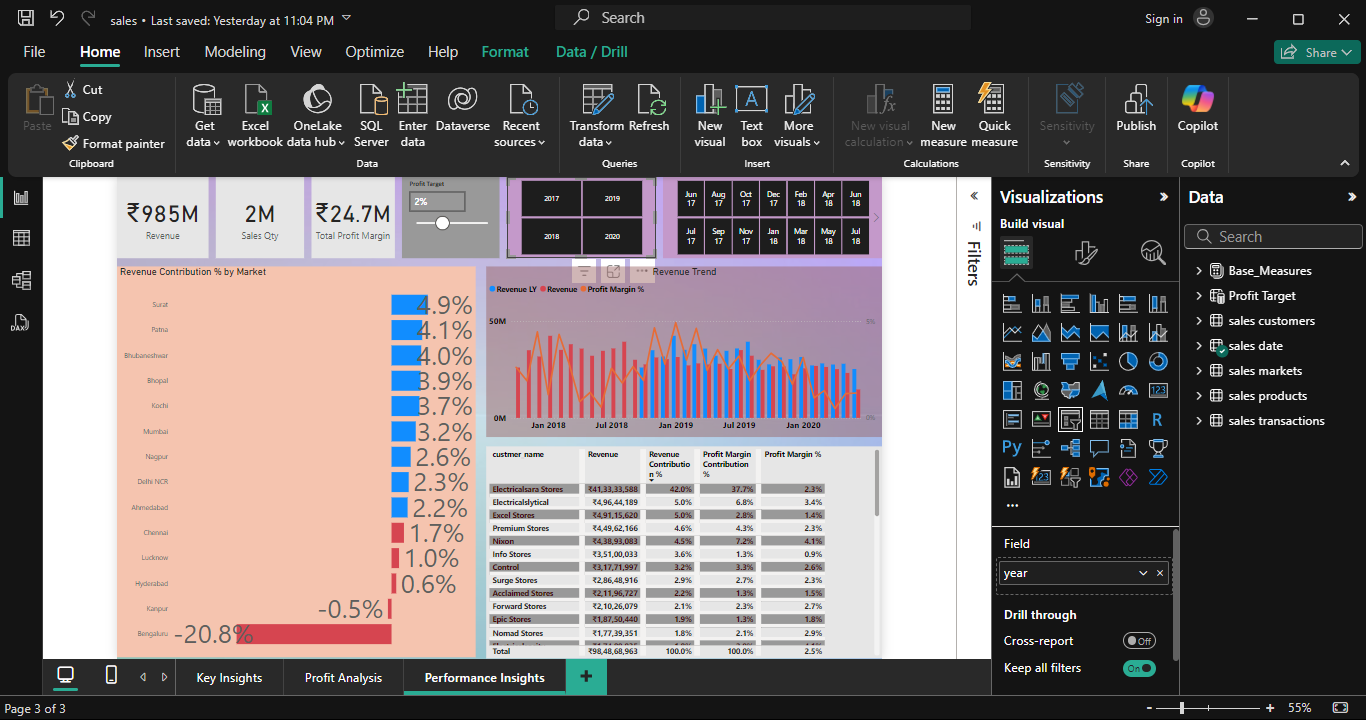 sales • Last saved: Yesterday at 11:04 PM
Search
Sign in
File Home Insert Modeling View Optimize Help Format Data / Drill
Share
Paste
Cut
Copy
Format painter
Clipboard
Get data
Excel workbook
OneLake data hub
SQL Server
Enter data
Dataverse
Recent sources
Data
Transform data
Refresh
Queries
New visual
Text box
More visuals
Insert
New visual calculation
New measure
Quick measure
Calculations
Sensitivity
Sensitivity
Publish
Share
Copilot
Copilot
₹985M
Revenue
2M
Sales Qty
₹24.7M
Total Profit Margin
Profit Target
2%
2017 2019
2018 2020
Jun 17 Aug 17 Oct 17 Dec 17 Feb 18 Apr 18 Jun 18
Jul 17 Sep 17 Nov 17 Jan 18 Mar 18 May 18 Jul 18
Revenue Contribution % by Market
Surat 4.9%
Patna 4.1%
Bhubaneshwar 4.0%
Bhopal 3.9%
Kochi 3.7%
Mumbai 3.2%
Nagpur 2.6%
Delhi NCR 2.3%
Ahmedabad 2.2%
Chennai 1.7%
Lucknow 1.0%
Hyderabad 0.6%
Kanpur -0.5%
Bengaluru -20.8%
Revenue Trend
Revenue LY Revenue Profit Margin %
50M 5%
0M 0%
Jan 2018 Jul 2018 Jan 2019 Jul 2019 Jan 2020
custmer name Revenue Revenue Contribution % Profit Margin Contribution % Profit Margin %
Electricalsara Stores ₹41,33,33,588 42.0% 37.7% 2.3%
Electricalslytical ₹4,96,44,189 5.0% 6.8% 3.4%
Excel Stores ₹4,91,15,620 5.0% 2.8% 1.4%
Premium Stores ₹4,49,62,166 4.6% 4.3% 2.3%
Nixon ₹4,38,93,083 4.5% 7.2% 4.1%
Info Stores ₹3,51,00,033 3.6% 1.3% 0.9%
Control ₹3,17,71,997 3.2% 3.3% 2.6%
Surge Stores ₹2,86,48,916 2.9% 2.7% 2.3%
Acclaimed Stores ₹2,11,96,727 2.2% 1.3% 1.5%
Forward Stores ₹2,10,26,079 2.1% 2.3% 2.7%
Epic Stores ₹1,87,50,440 1.9% 1.3% 1.8%
Nomad Stores ₹1,77,39,351 1.8% 2.1% 2.9%
Total ₹98,48,68,963 100.0% 100.0% 2.5%
Filters
Visualizations
Build visual
123
R
Py
123
Field
year
Drill through
Cross-report Off
Keep all filters On
Data
Search
Base_Measures
Profit Target
sales customers
sales date
sales markets
sales products
sales transactions
DAX
Key Insights Profit Analysis Performance Insights
Page 3 of 3
55%